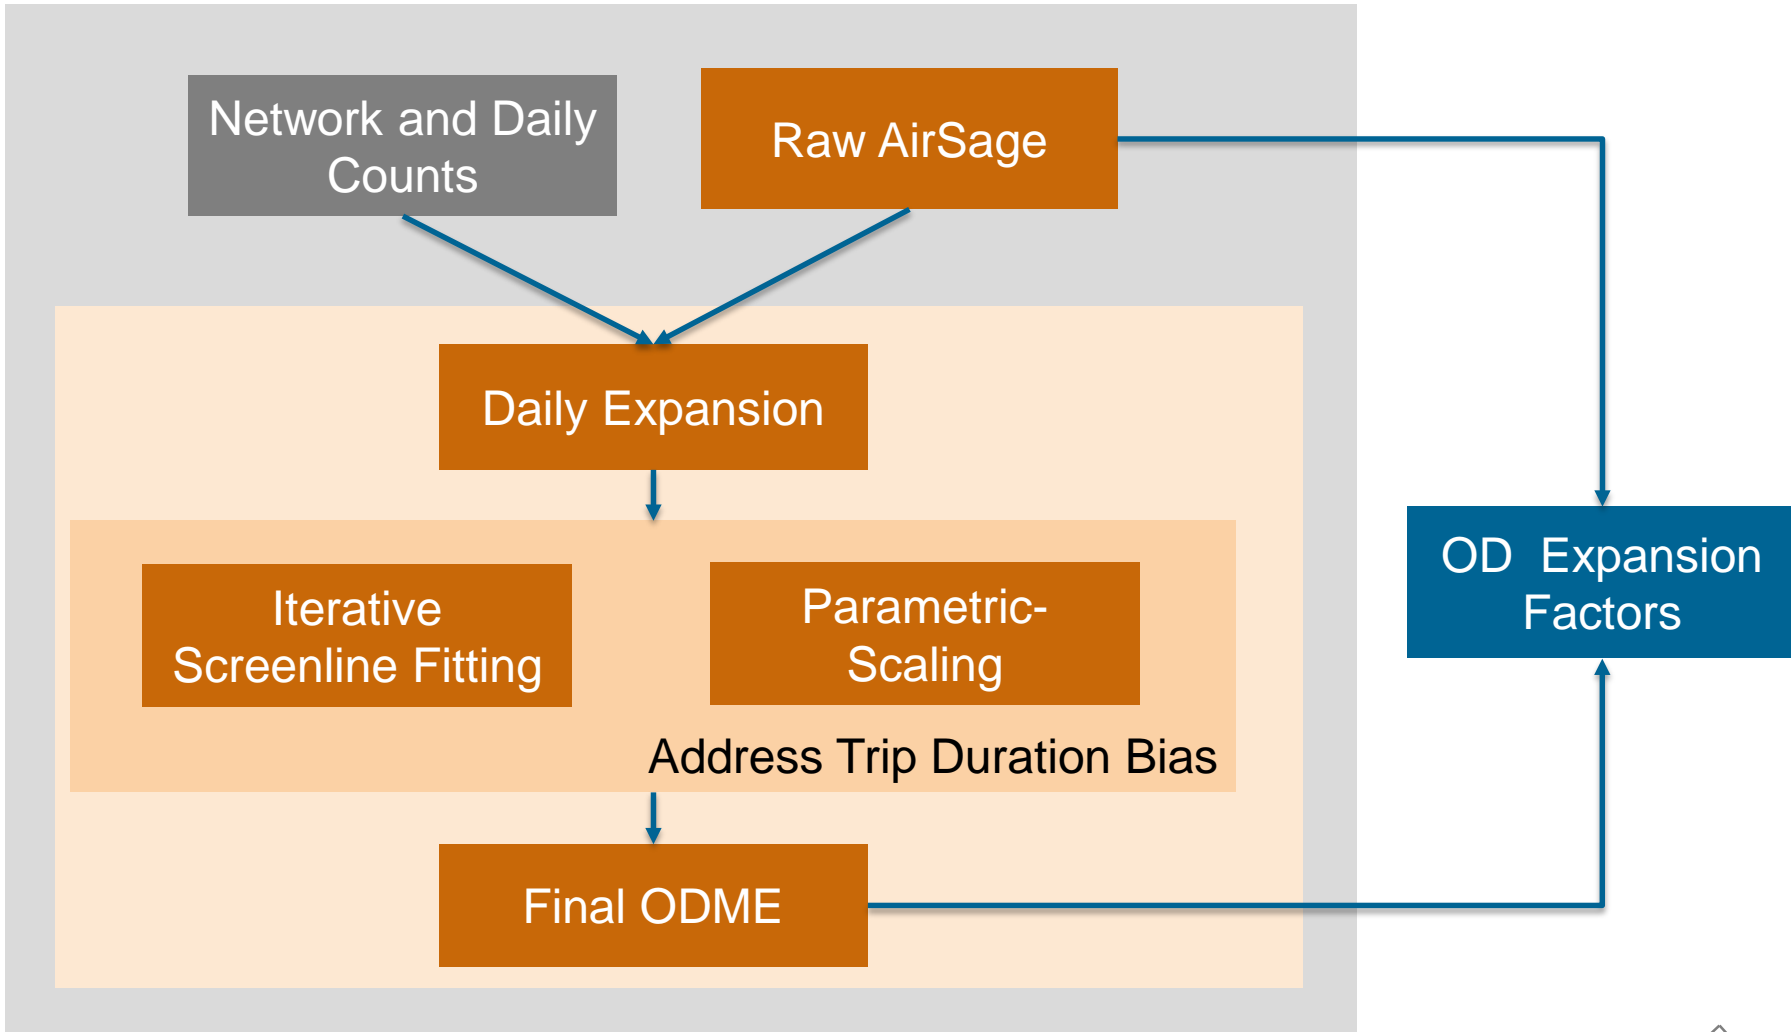 Network and Daily
Counts
Raw AirSage
Daily Expansion
Iterative
Screenline Fitting
Parametric-
Scaling
Address Trip Duration Bias
Final ODME
OD  Expansion
Factors